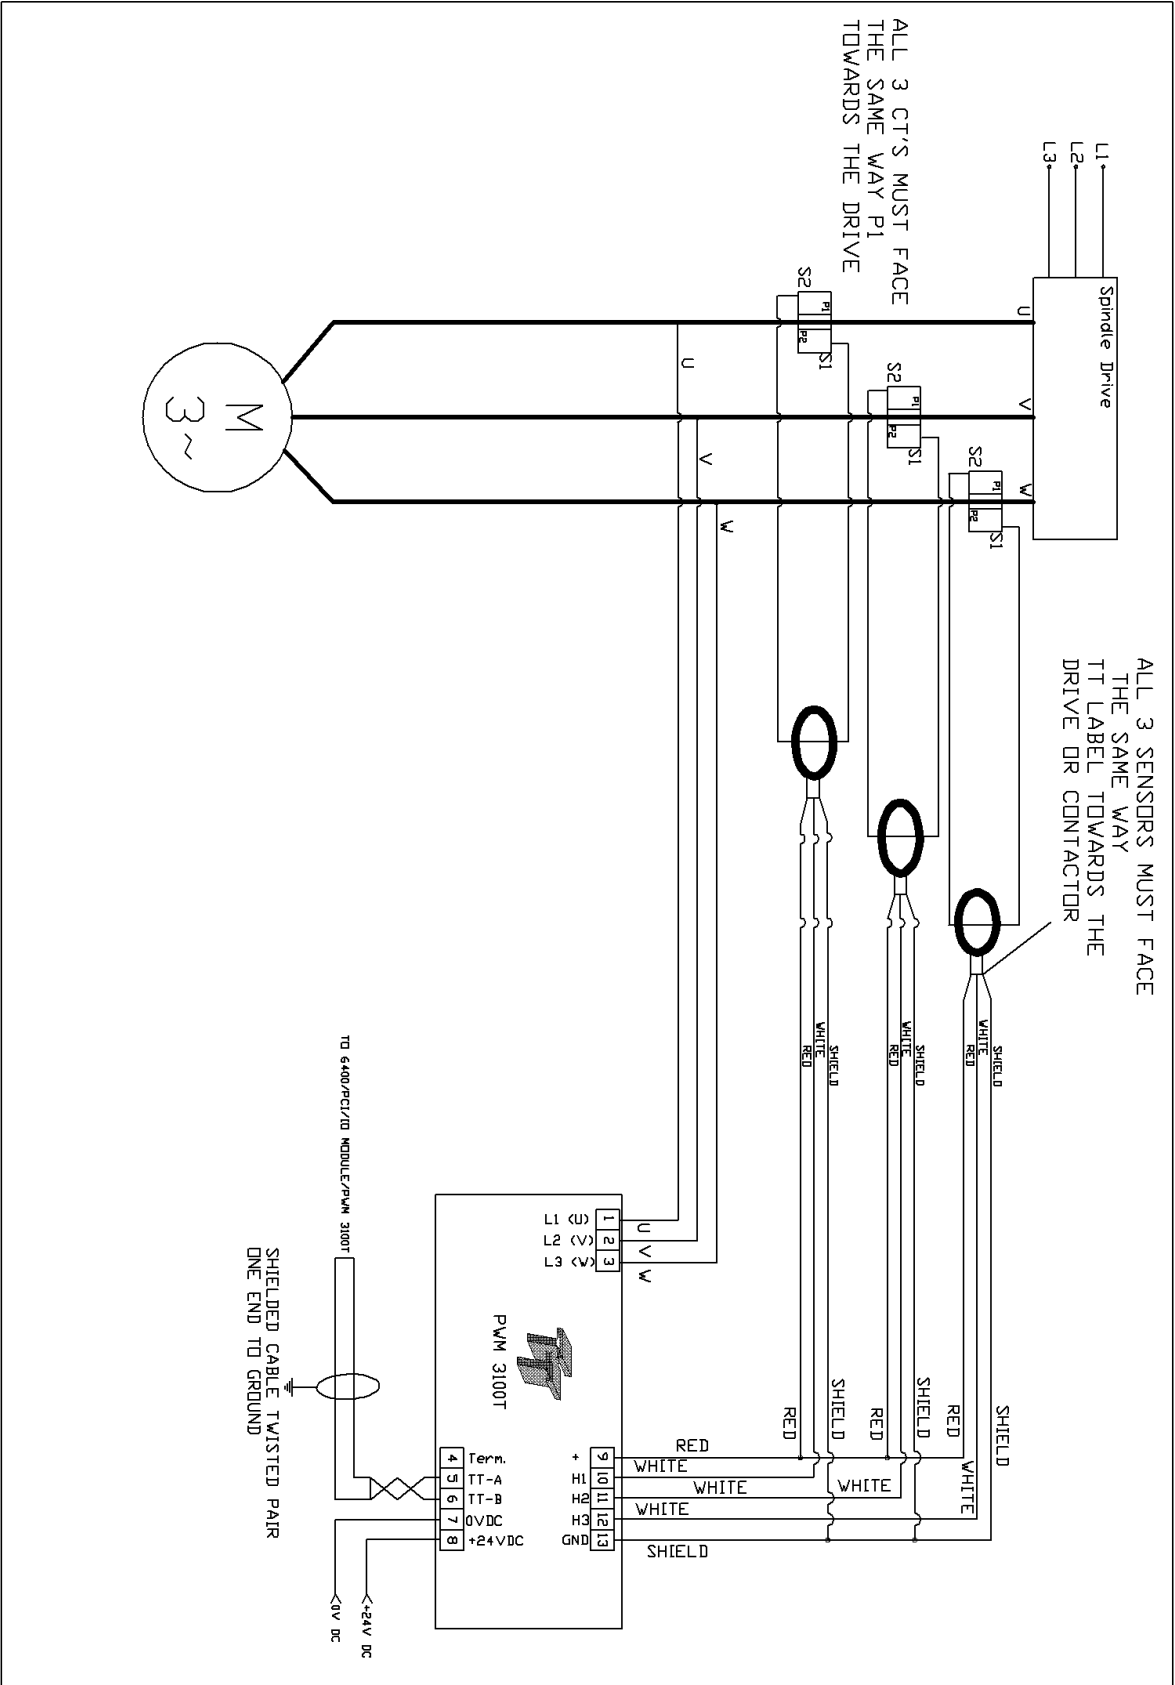 ALL 3 CT'S MUST FACE
THE SAME WAY P1
TOWARDS THE DRIVE
L1
L2
L3
Spindle Drive
U
V
W
S2
P1
P2
S1
S2
P1
P2
S1
S2
P1
P2
S1
U
V
W
M
3~
ALL 3 SENSORS MUST FACE
THE SAME WAY
TT LABEL TOWARDS THE
DRIVE OR CONTACTOR
SHIELD
WHITE
RED
SHIELD
WHITE
RED
SHIELD
WHITE
RED
SHIELD
RED
WHITE
SHIELD
RED
WHITE
SHIELD
RED
RED
WHITE
WHITE
SHIELD
U
V
W
L1 (U) 1
L2 (V) 2
L3 (W) 3
PWM 3100T
+ 9
H1 10
H2 11
H3 12
GND 13
4 Term.
5 TT-A
6 TT-B
7 0VDC
8 +24VDC
TO 6400/PCI/IO MODULE/PWM 3100T
SHIELDED CABLE TWISTED PAIR
ONE END TO GROUND
+24V DC
0V DC